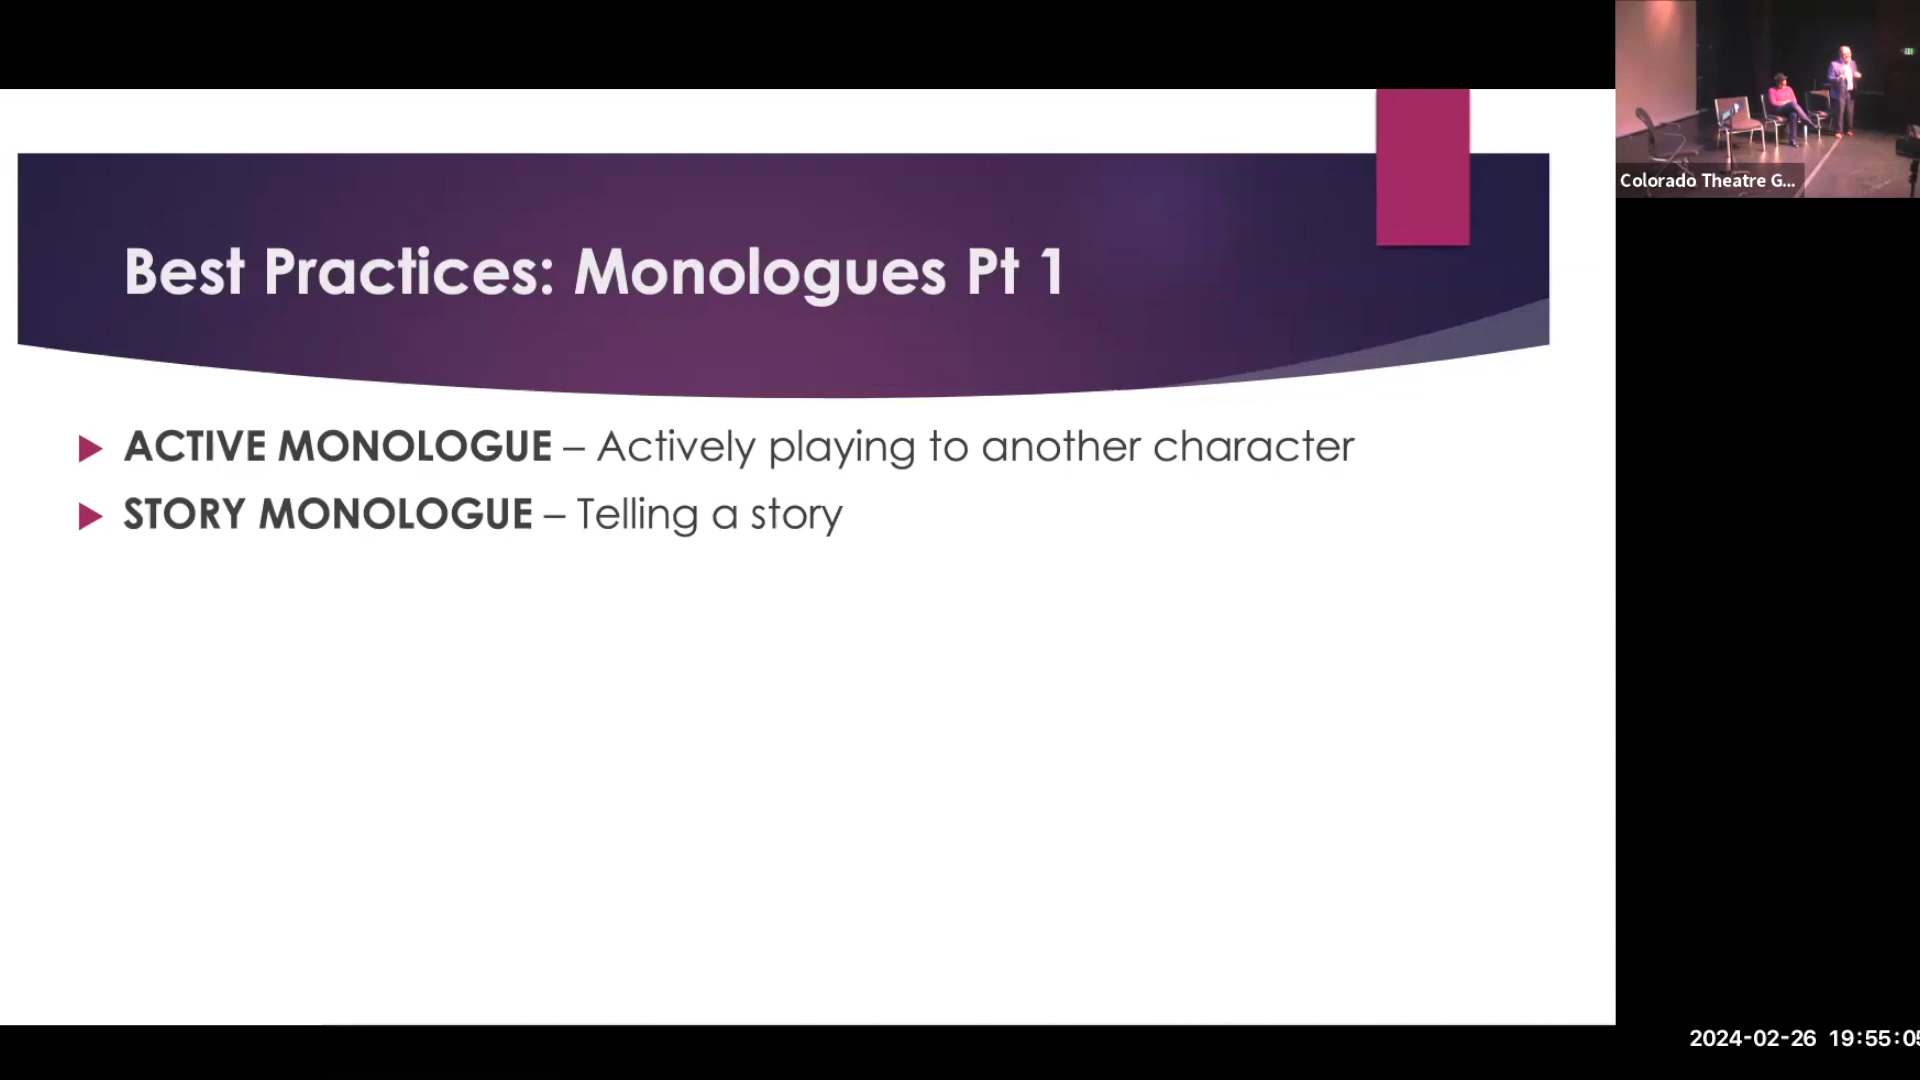 Best Practices: Monologues Pt 1
Colorado Theatre G...
ACTIVE MONOLOGUE – Actively playing to another character
STORY MONOLOGUE – Telling a story
2024-02-26 19:55:05